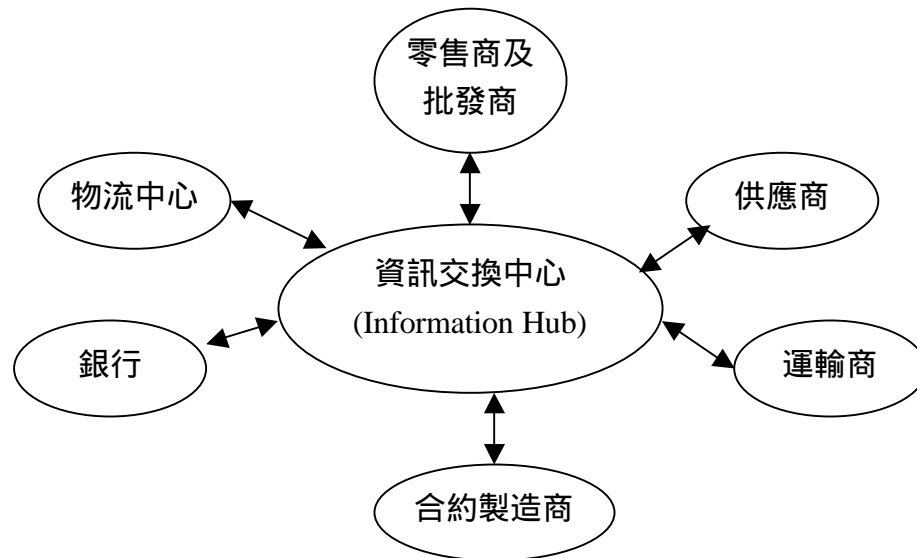 零售商及
批發商
物流中心
供應商
資訊交換中心
(Information Hub)
銀行
運輸商
合約製造商